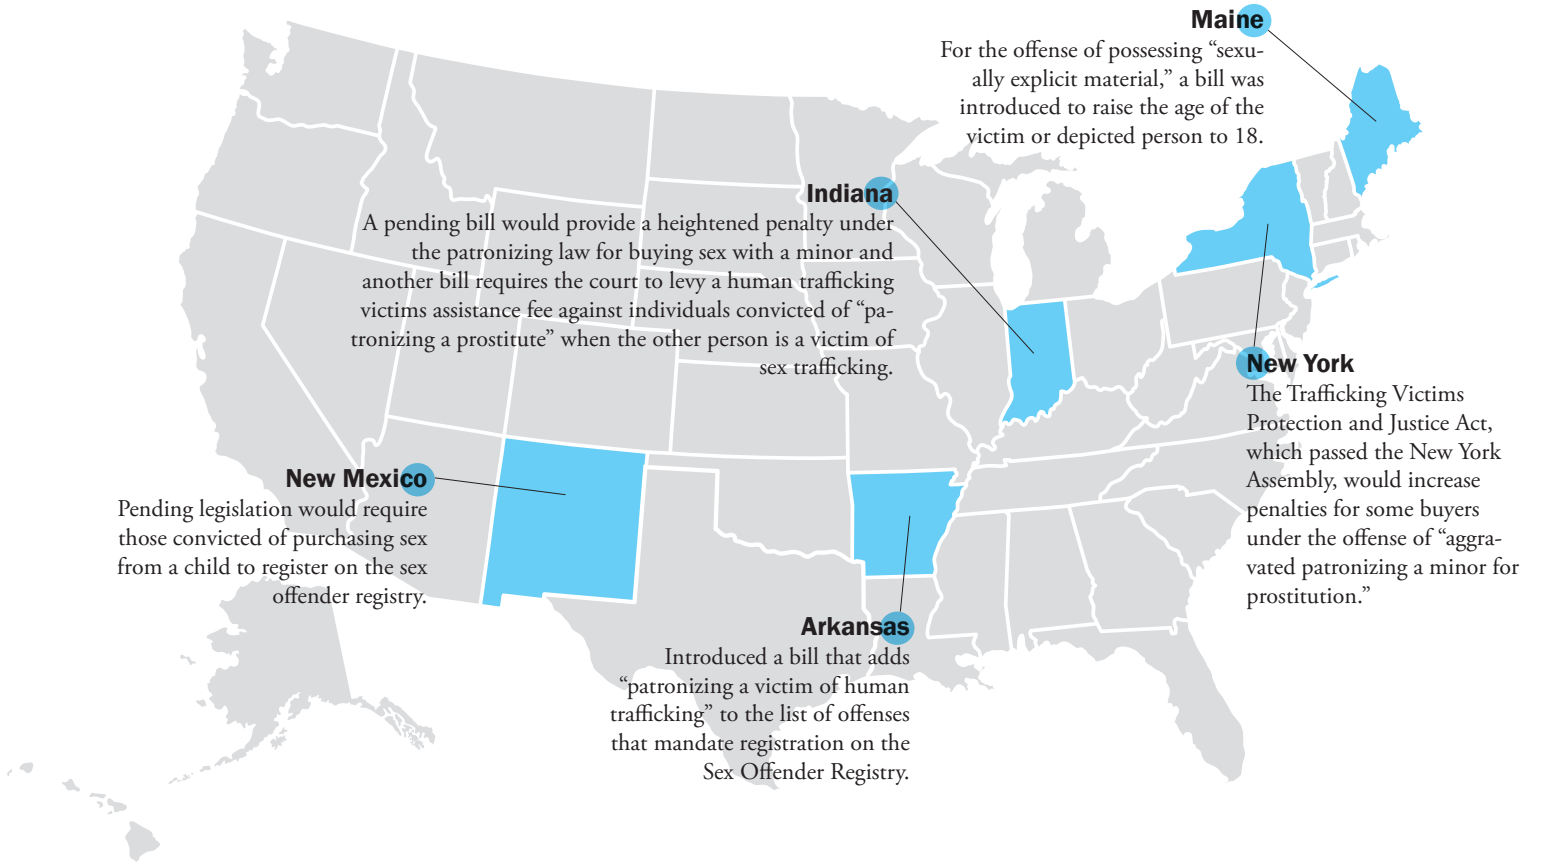 Maine
For the offense of possessing “sexu-
ally explicit material,” a bill was
introduced to raise the age of the
victim or depicted person to 18.
Indiana
A pending bill would provide a heightened penalty under
the patronizing law for buying sex with a minor and
another bill requires the court to levy a human trafficking
victims assistance fee against individuals convicted of “pa-
tronizing a prostitute” when the other person is a victim of
sex trafficking.
New York
The Trafficking Victims
Protection and Justice Act,
which passed the New York
Assembly, would increase
penalties for some buyers
under the offense of “aggra-
vated patronizing a minor for
prostitution.”
New Mexico
Pending legislation would require
those convicted of purchasing sex
from a child to register on the sex
offender registry.
Arkansas
Introduced a bill that adds
“patronizing a victim of human
trafficking” to the list of offenses
that mandate registration on the
Sex Offender Registry.